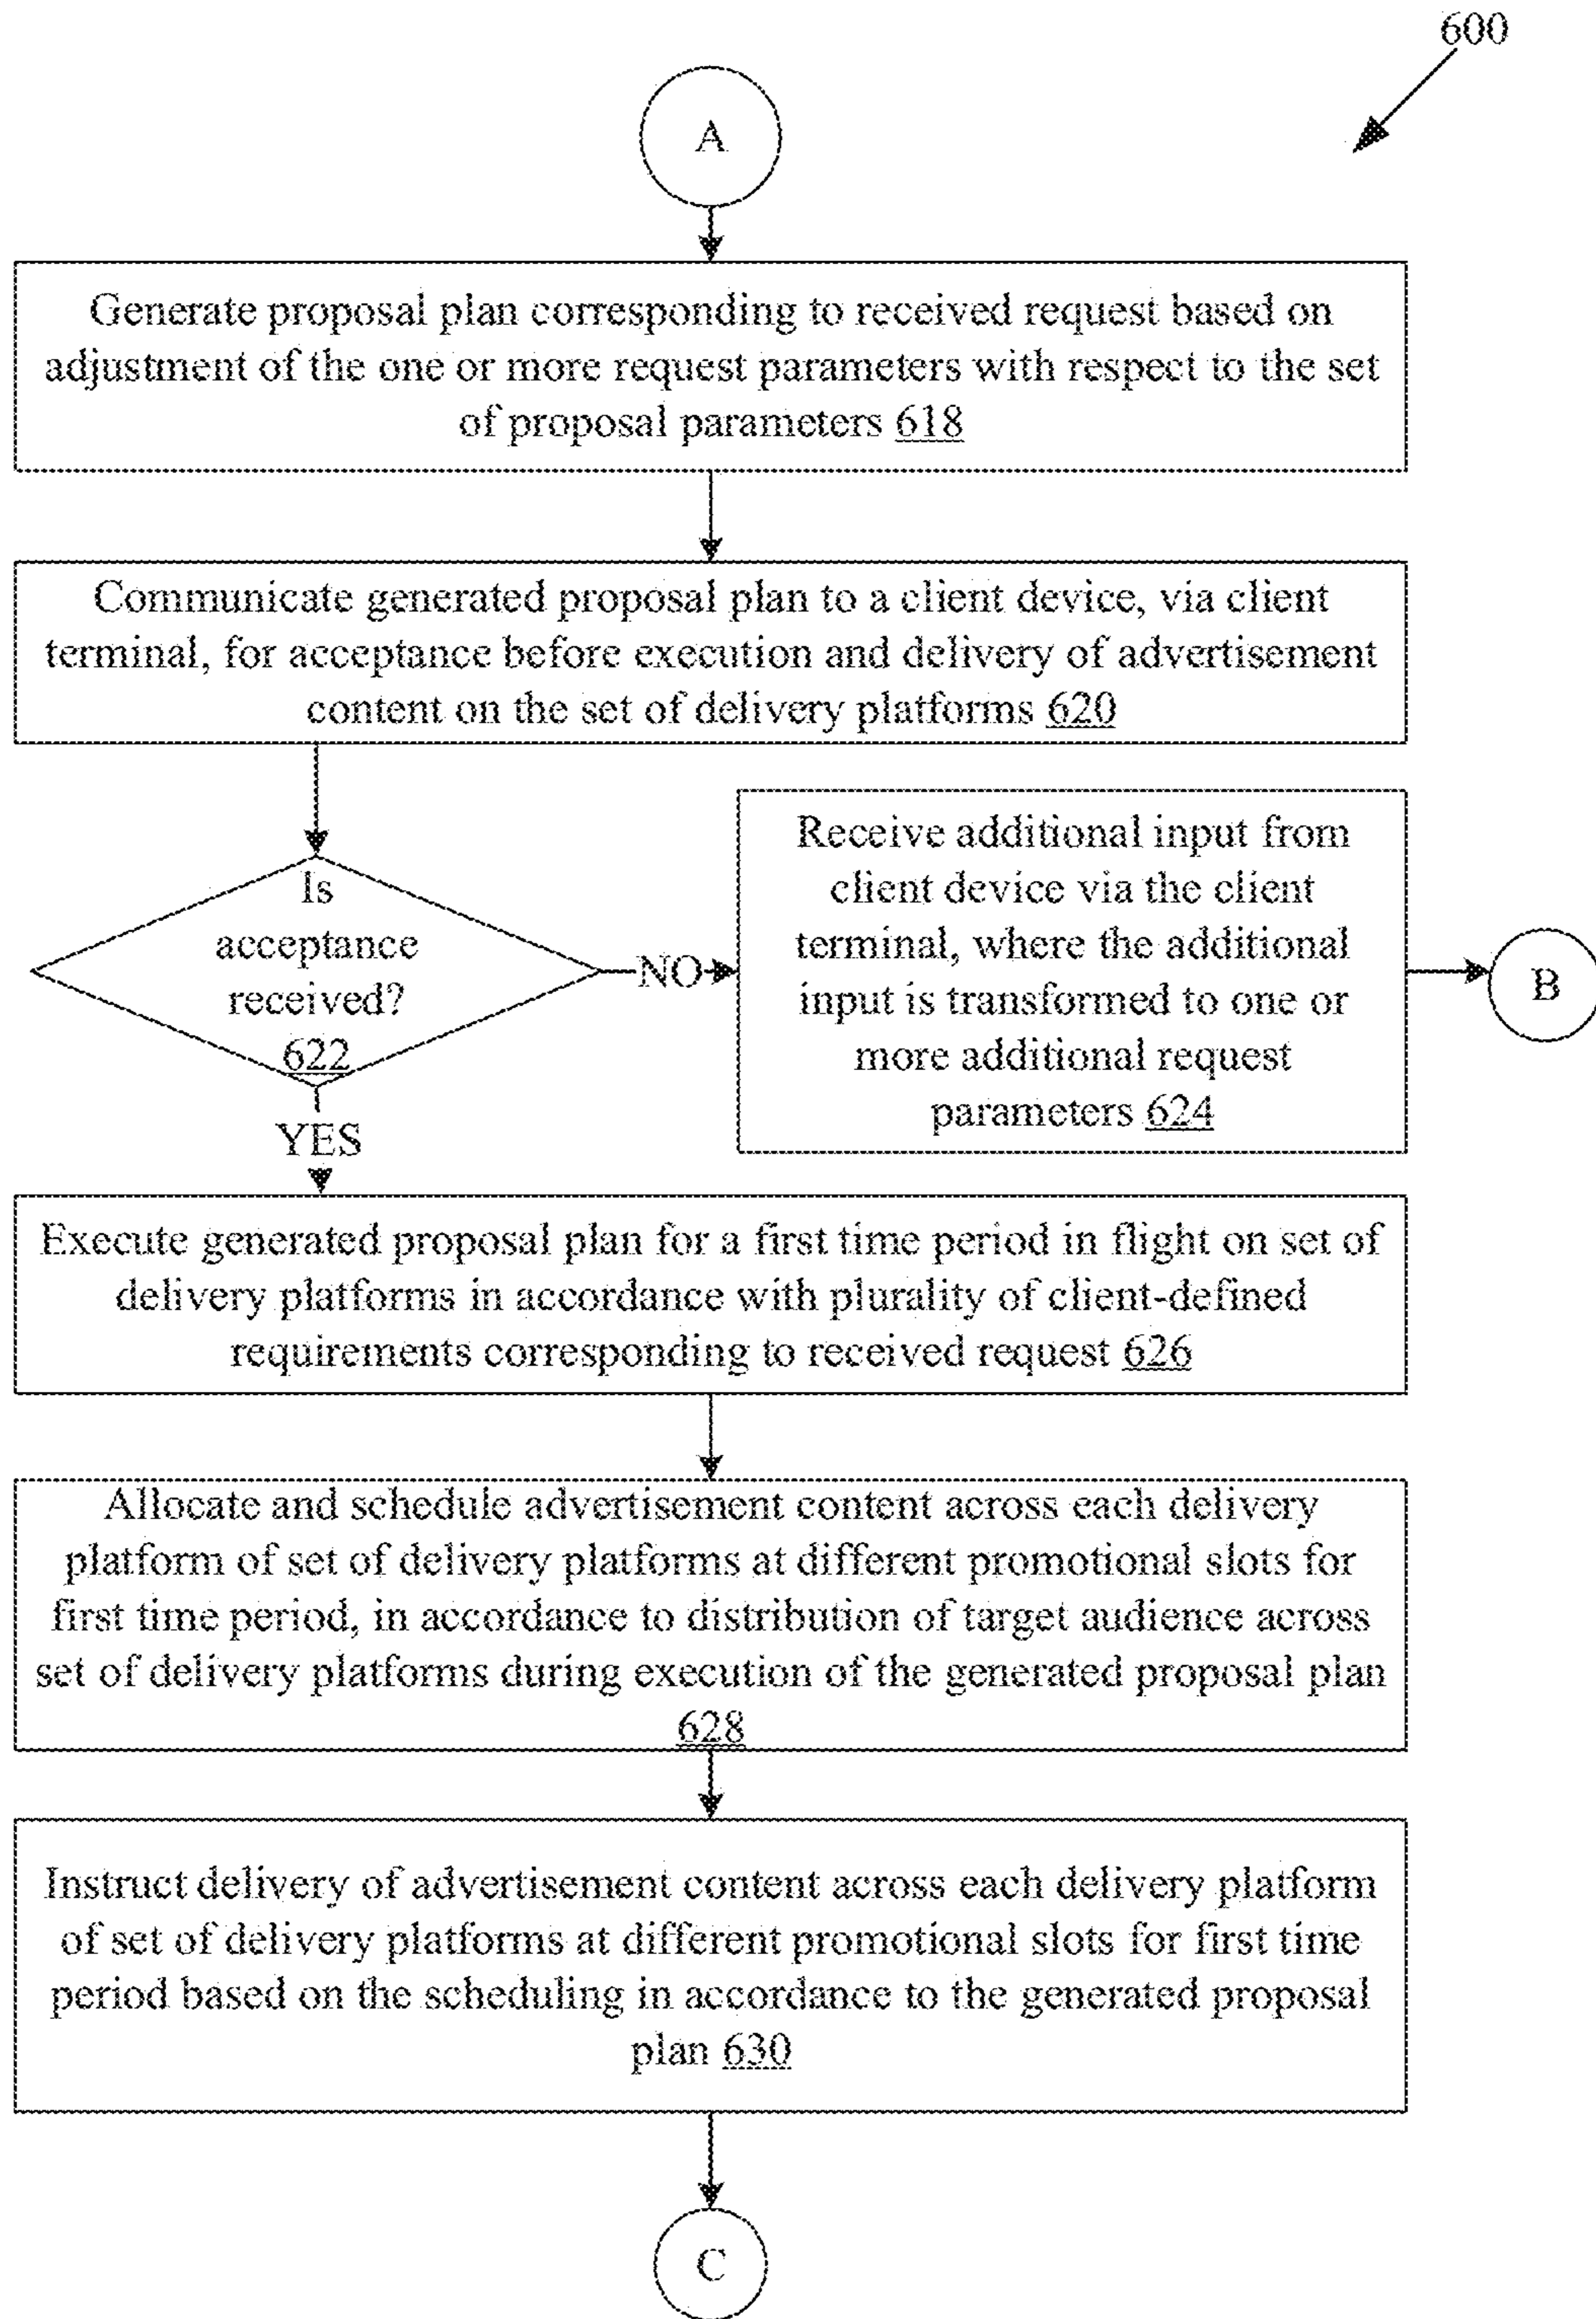 600
A
Generate proposal plan corresponding to received request based on
adjustment of the one or more request parameters with respect to the set
of proposal parameters 618
Communicate generated proposal plan to a client device, via client
terminal, for acceptance before execution and delivery of advertisement
content on the set of delivery platforms 620
Is
acceptance
received?
622
NO
Receive additional input from
client device via the client
terminal, where the additional
input is transformed to one or
more additional request
parameters 624
B
YES
Execute generated proposal plan for a first time period in flight on set of
delivery platforms in accordance with plurality of client-defined
requirements corresponding to received request 626
Allocate and schedule advertisement content across each delivery
platform of set of delivery platforms at different promotional slots for
first time period, in accordance to distribution of target audience across
set of delivery platforms during execution of the generated proposal plan
628
Instruct delivery of advertisement content across each delivery platform
of set of delivery platforms at different promotional slots for first time
period based on the scheduling in accordance to the generated proposal
plan 630
C